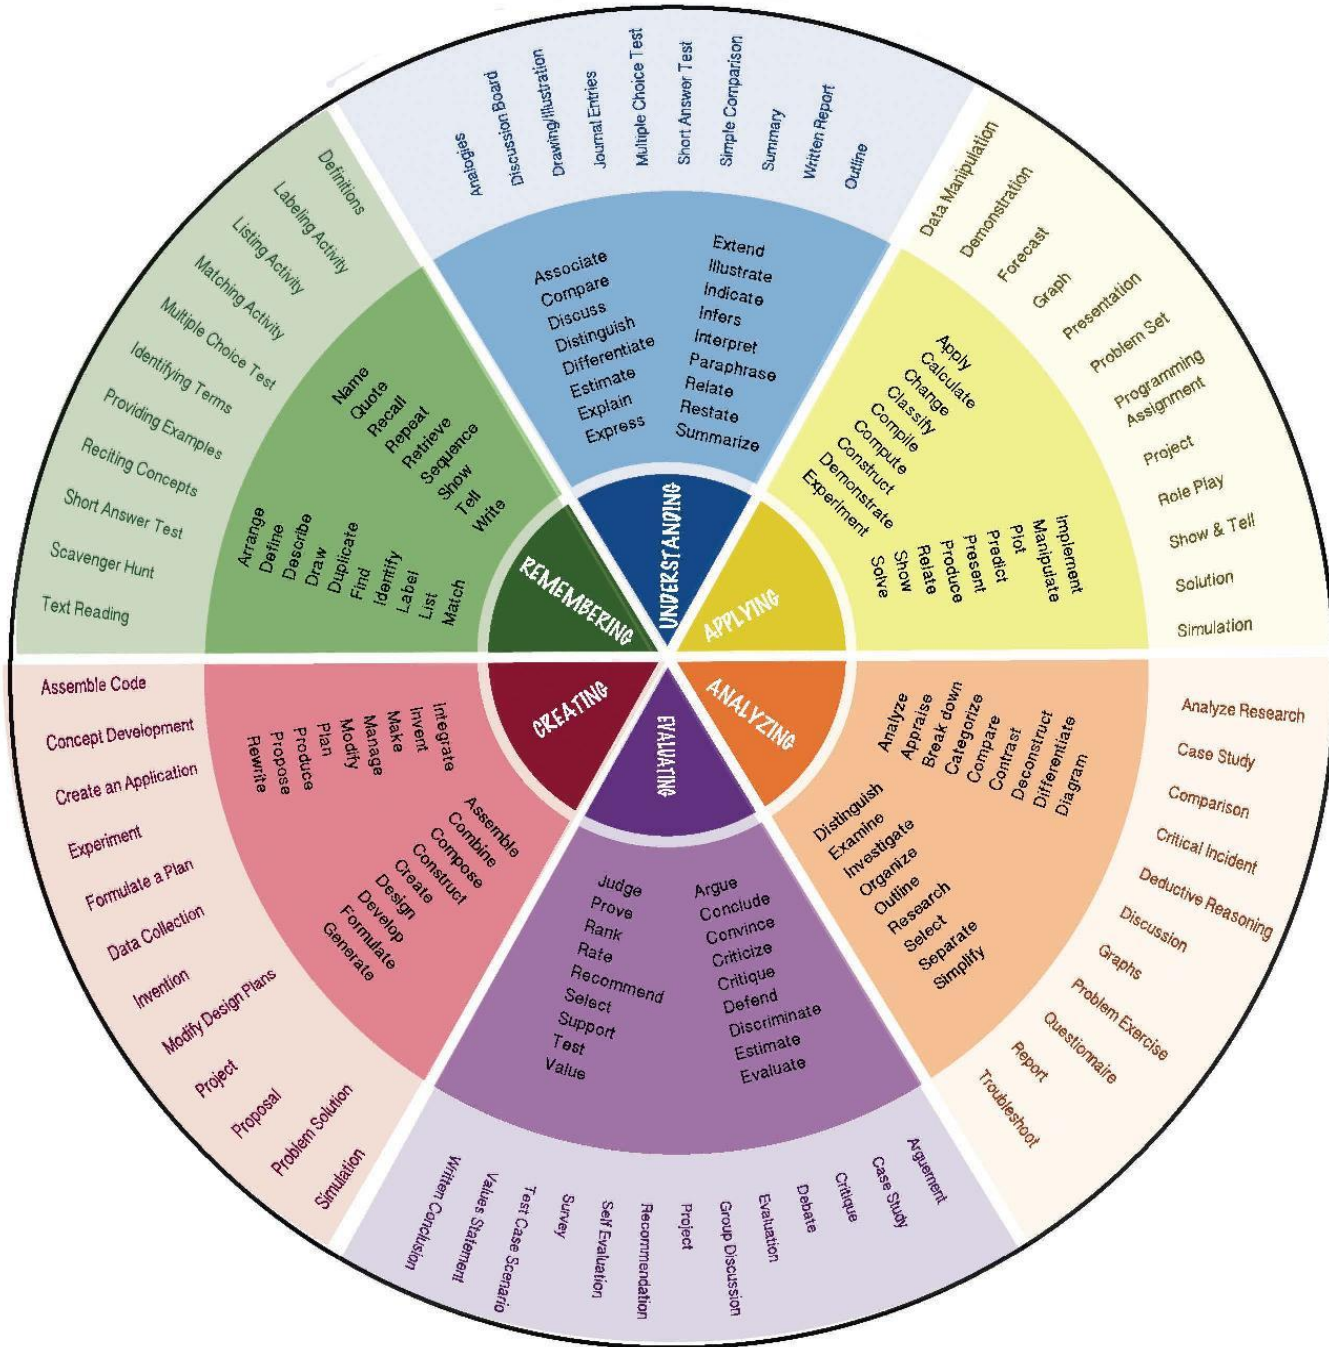 REMEMBERING
Name
Quote
Recall
Repeat
Retrieve
Sequence
Show
Tell
Write
Arrange
Define
Describe
Draw
Duplicate
Find
Identify
Label
List
Match
Definitions
Labeling Activity
Listing Activity
Matching Activity
Multiple Choice Test
Identifying Terms
Providing Examples
Reciting Concepts
Short Answer Test
Scavenger Hunt
Text Reading
UNDERSTANDING
Associate
Compare
Discuss
Distinguish
Differentiate
Estimate
Explain
Express
Extend
Illustrate
Indicate
Infers
Interpret
Paraphrase
Relate
Restate
Summarize
Analogies
Discussion Board
Drawing/Illustration
Journal Entries
Multiple Choice Test
Short Answer Test
Simple Comparison
Summary
Written Report
Outline
APPLYING
Apply
Calculate
Change
Classify
Compile
Compute
Construct
Demonstrate
Experiment
Implement
Manipulate
Plot
Predict
Present
Produce
Relate
Show
Solve
Data Manipulation
Demonstration
Forecast
Graph
Presentation
Problem Set
Programming
Assignment
Project
Role Play
Show & Tell
Solution
Simulation
ANALYZING
Analyze
Appraise
Break down
Categorize
Compare
Contrast
Deconstruct
Differentiate
Diagram
Distinguish
Examine
Investigate
Organize
Outline
Research
Select
Separate
Simplify
Analyze Research
Case Study
Comparison
Critical Incident
Deductive Reasoning
Discussion
Graphs
Problem Exercise
Questionnaire
Report
Troubleshoot
EVALUATING
Argue
Conclude
Convince
Criticize
Critique
Defend
Discriminate
Estimate
Evaluate
Judge
Prove
Rank
Rate
Recommend
Select
Support
Test
Value
Arguement
Case Study
Critique
Debate
Evaluation
Group Discussion
Project
Recommendation
Self Evaluation
Survey
Test Case Scenario
Values Statement
Written Conclusion
CREATING
Assemble
Combine
Compose
Construct
Create
Design
Develop
Formulate
Generate
Integrate
Invent
Make
Manage
Modify
Plan
Produce
Propose
Rewrite
Assemble Code
Concept Development
Create an Application
Experiment
Formulate a Plan
Data Collection
Invention
Modify Design Plans
Project
Proposal
Problem Solution
Simulation